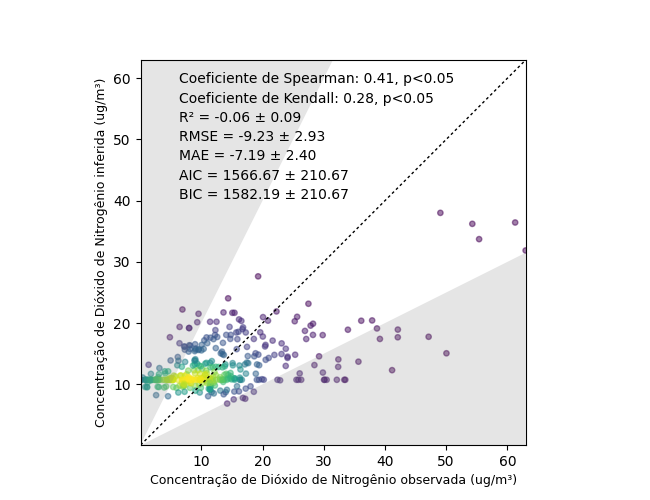 Coeficiente de Spearman: 0.41, p<0.05
Coeficiente de Kendall: 0.28, p<0.05
R² = -0.06 ± 0.09
RMSE = -9.23 ± 2.93
MAE = -7.19 ± 2.40
AIC = 1566.67 ± 210.67
BIC = 1582.19 ± 210.67
Concentração de Dióxido de Nitrogênio inferida (ug/m³)
60
50
40
30
20
10
10 20 30 40 50 60
Concentração de Dióxido de Nitrogênio observada (ug/m³)